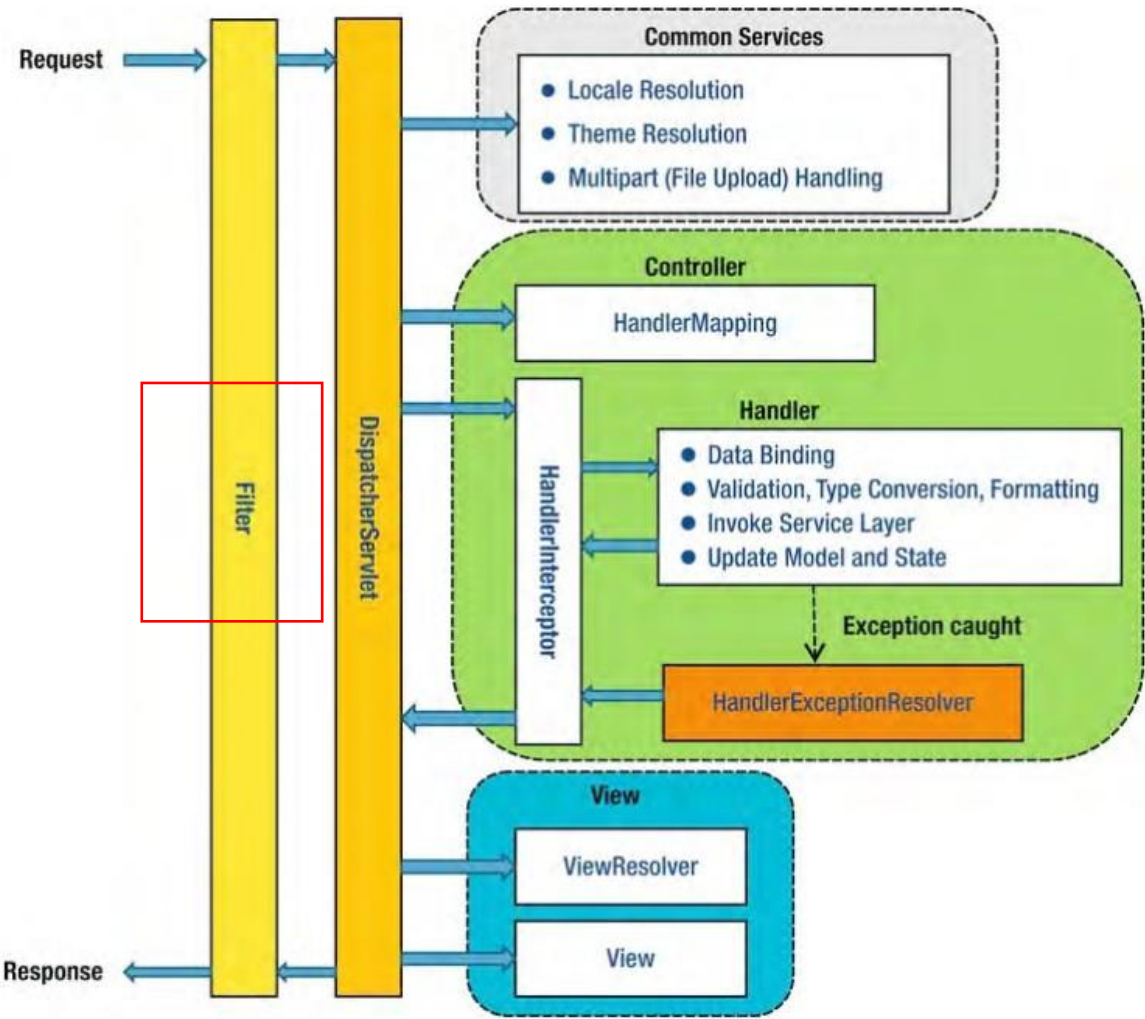 Request
Filter
DispatcherServlet
Common Services
● Locale Resolution
● Theme Resolution
● Multipart (File Upload) Handling
Controller
HandlerMapping
HandlerInterceptor
Handler
● Data Binding
● Validation, Type Conversion, Formatting
● Invoke Service Layer
● Update Model and State
Exception caught
HandlerExceptionResolver
View
ViewResolver
View
Response